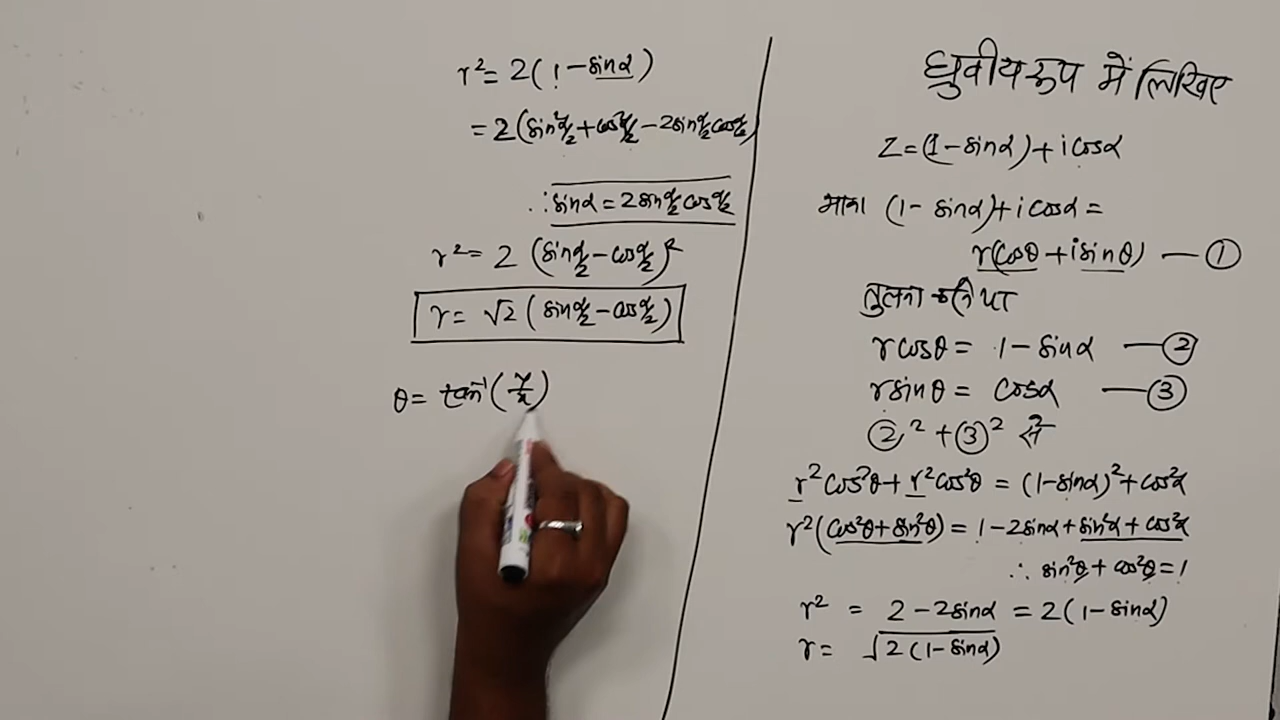 ध्रुवीय रूप में लिखिए
Z = (1 - sinα) + i cosα
माना (1 - sinα) + i cosα =
r(cosθ + i sinθ) — ①
तुलना करने पर
r cosθ = 1 - sinα — ②
r sinθ = cosα — ③
②² + ③² से
r² cos²θ + r² cos²θ = (1 - sinα)² + cos²α
r²(cos²θ + sin²θ) = 1 - 2sinα + sin²α + cos²α
∴ sin²θ + cos²θ = 1
r² = 2 - 2sinα = 2(1 - sinα)
r = √2(1 - sinα)
r² = 2(1 - sinα)
= 2(sin²α/2 + cos²α/2 - 2sinα/2 cosα/2)
∴ sinα = 2sinα/2 cosα/2
r² = 2 (sinα/2 - cosα/2)²
r = √2 (sinα/2 - cosα/2)
θ = tan⁻¹(y/x)